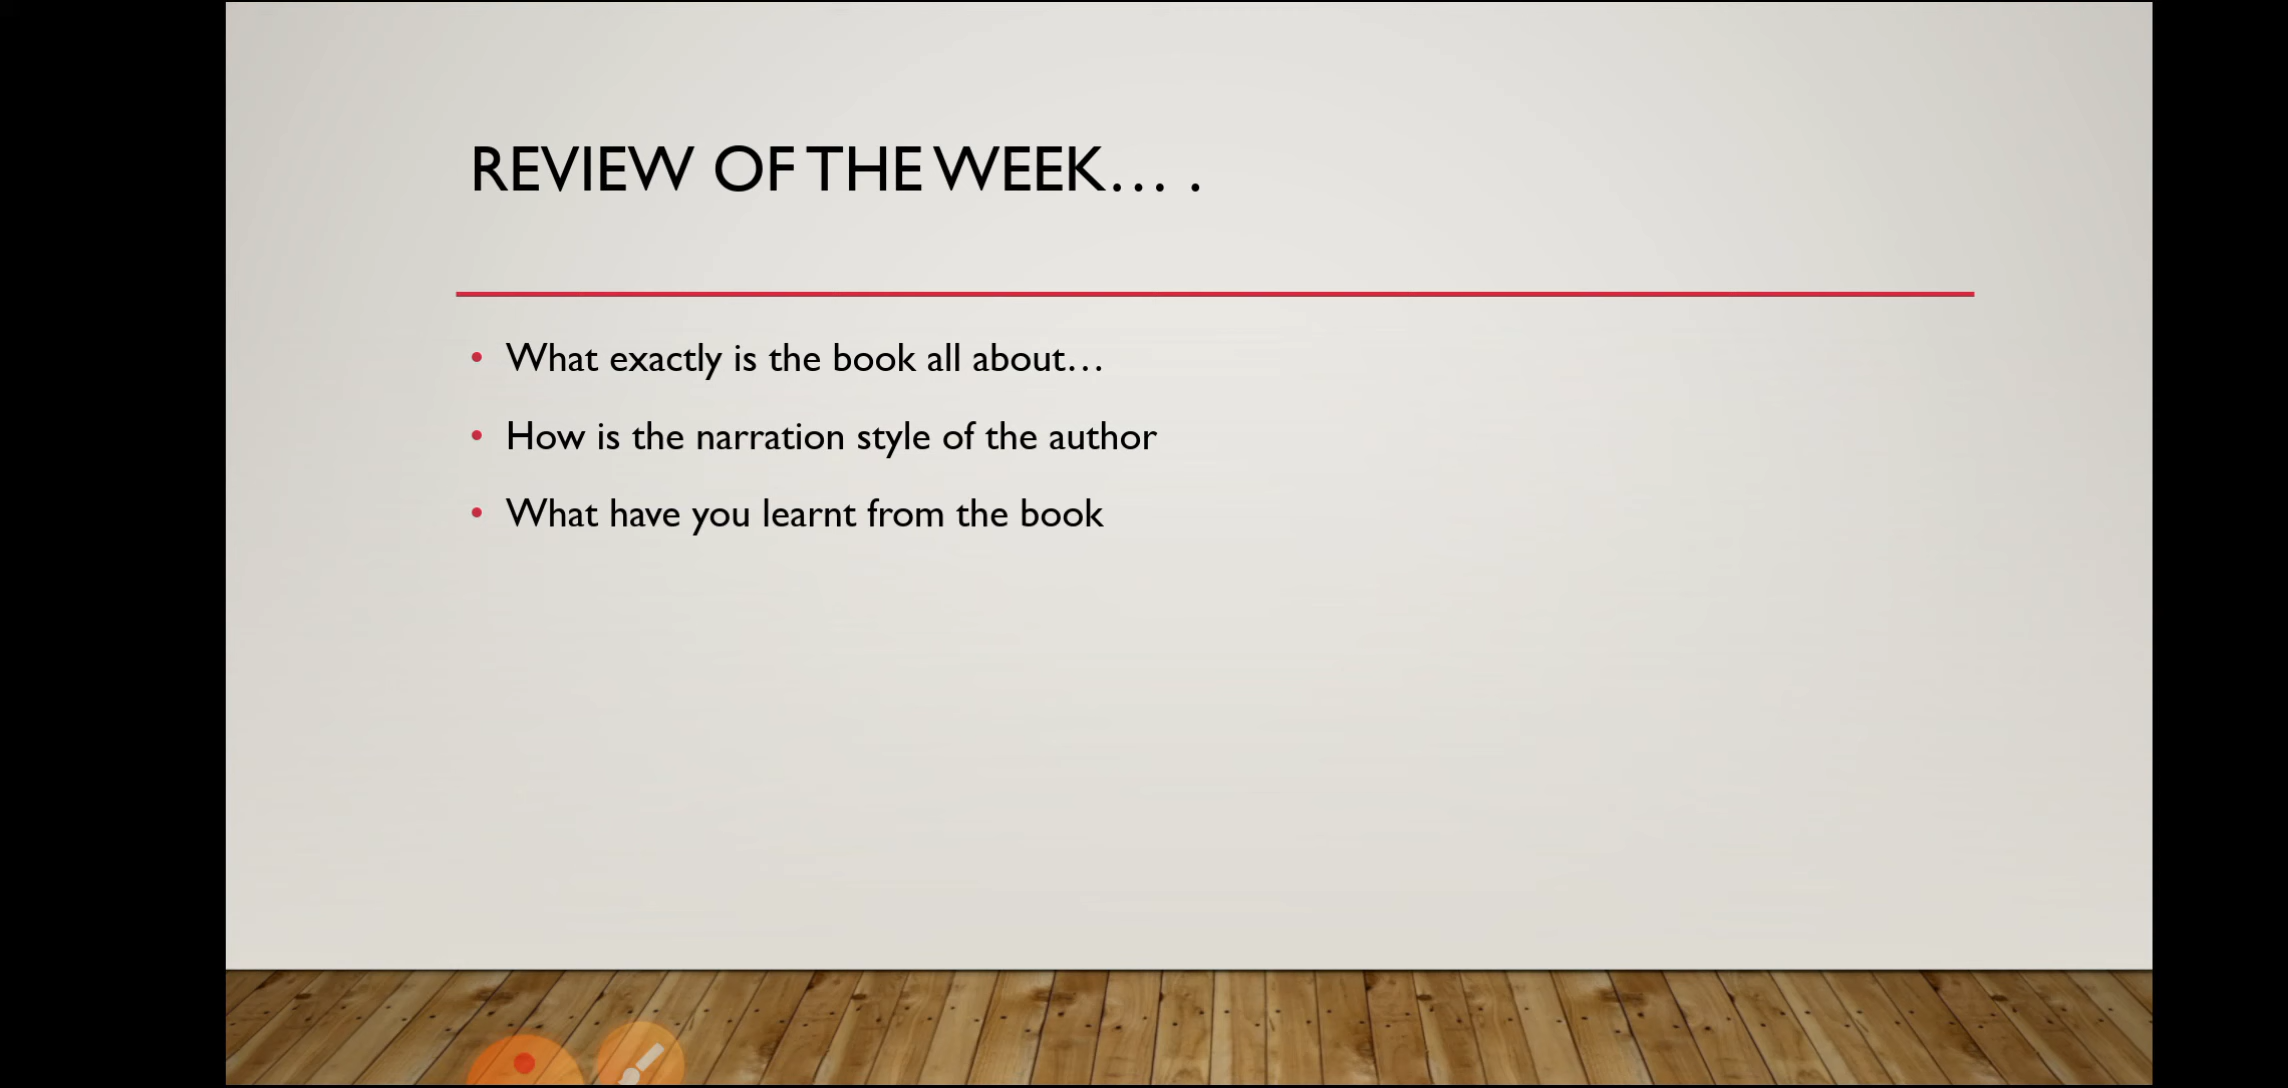 REVIEW OF THE WEEK… .
• What exactly is the book all about…
• How is the narration style of the author
• What have you learnt from the book